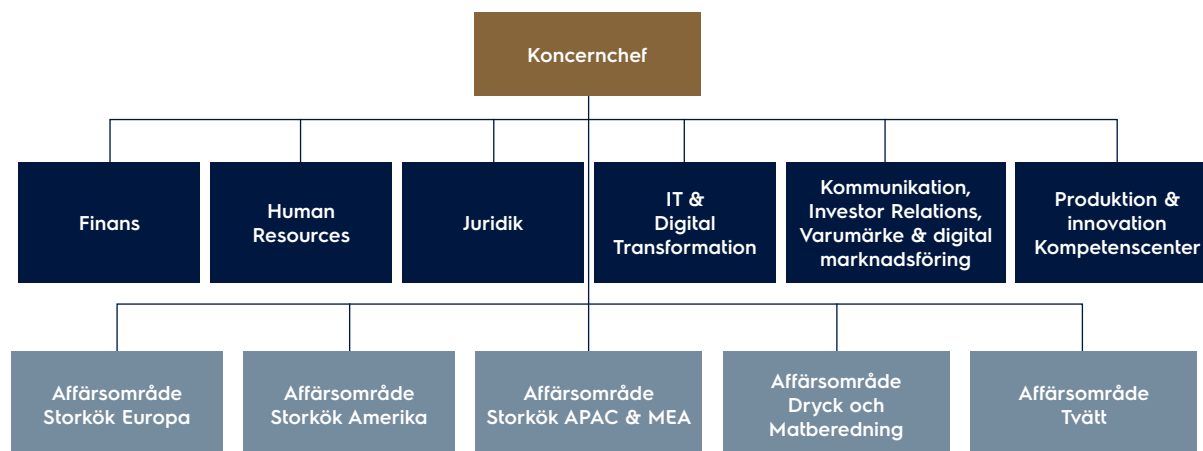 Koncernchef
Finans
Human
Resources
Juridik
IT &
Digital
Transformation
Kommunikation,
Investor Relations,
Varumärke & digital
marknadsföring
Produktion &
innovation
Kompetenscenter
Affärsområde
Storkök Europa
Affärsområde
Storkök Amerika
Affärsområde
Storkök APAC & MEA
Affärsområde
Dryck och
Matberedning
Affärsområde
Tvätt